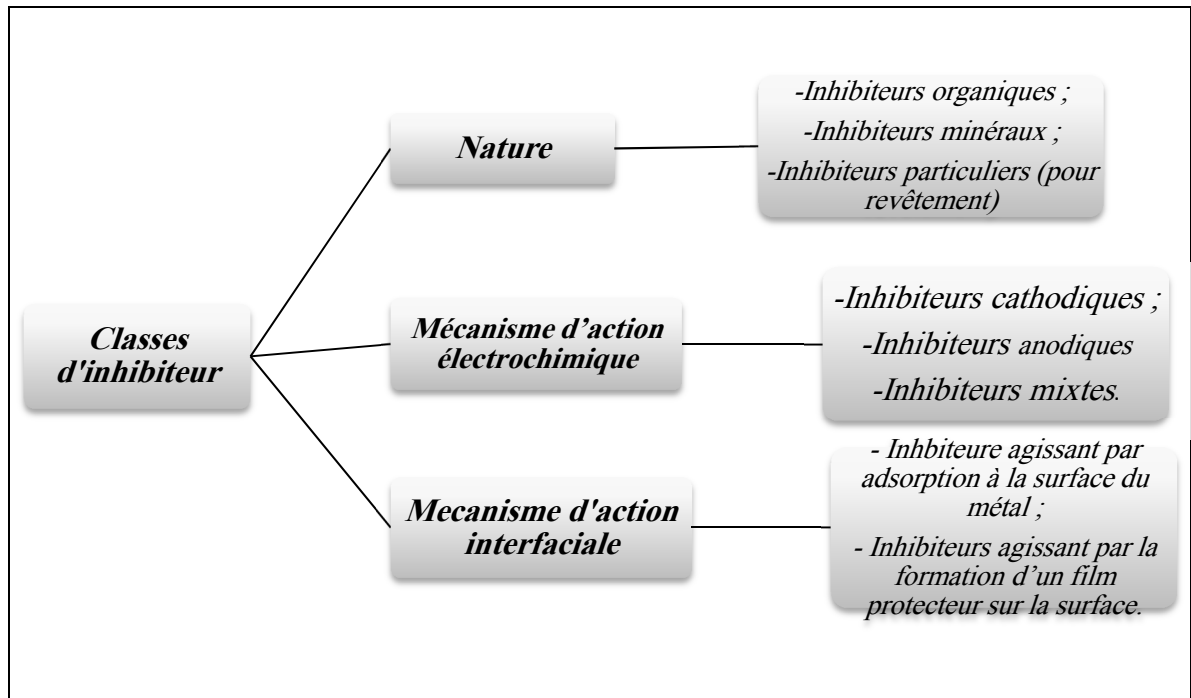 Classes
d'inhibiteur
Nature
-Inhibiteurs organiques ;
-Inhibiteurs minéraux ;
-Inhibiteurs particuliers (pour
revêtement)
Mécanisme d’action
électrochimique
-Inhibiteurs cathodiques ;
-Inhibiteurs anodiques
-Inhibiteurs mixtes.
Mecanisme d'action
interfaciale
- Inhbiteure agissant par
adsorption à la surface du
métal ;
- Inhibiteurs agissant par la
formation d’un film
protecteur sur la surface.